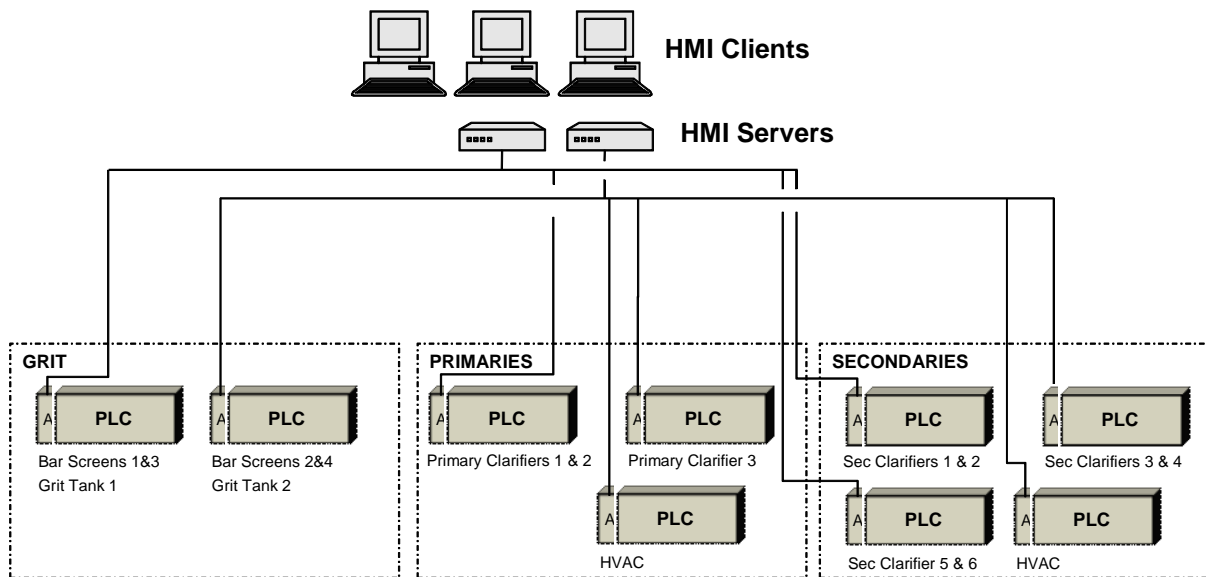 HMI Clients
HMI Servers
GRIT
A PLC
Bar Screens 1&3
Grit Tank 1
A PLC
Bar Screens 2&4
Grit Tank 2
PRIMARIES
A PLC
Primary Clarifiers 1 & 2
A PLC
Primary Clarifier 3
A PLC
HVAC
SECONDARIES
A PLC
Sec Clarifiers 1 & 2
A PLC
Sec Clarifiers 3 & 4
A PLC
Sec Clarifier 5 & 6
A PLC
HVAC